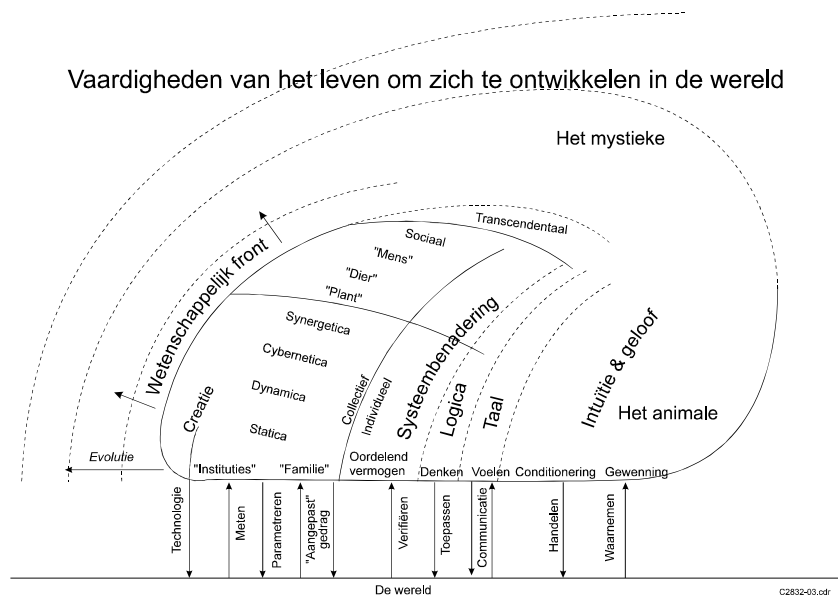 Vaardigheden van het leven om zich te ontwikkelen in de wereld
Het mystieke
Transcendentaal
Sociaal
"Mens"
"Dier"
"Plant"
Wetenschappelijk front
Synergetica
Cybernetica
Dynamica
Statica
Creatie
Collectief
Individueel
Systeembenadering
Logica
Taal
Intuïtie & geloof
Het animale
Evolutie
"Instituties"
"Familie"
Oordelend
vermogen
Denken
Voelen
Conditionering
Gewenning
Technologie
Meten
Parametreren
"Aangepast"
gedrag
Verifiëren
Toepassen
Communicatie
Handelen
Waarnemen
De wereld
C2832-03.cdr